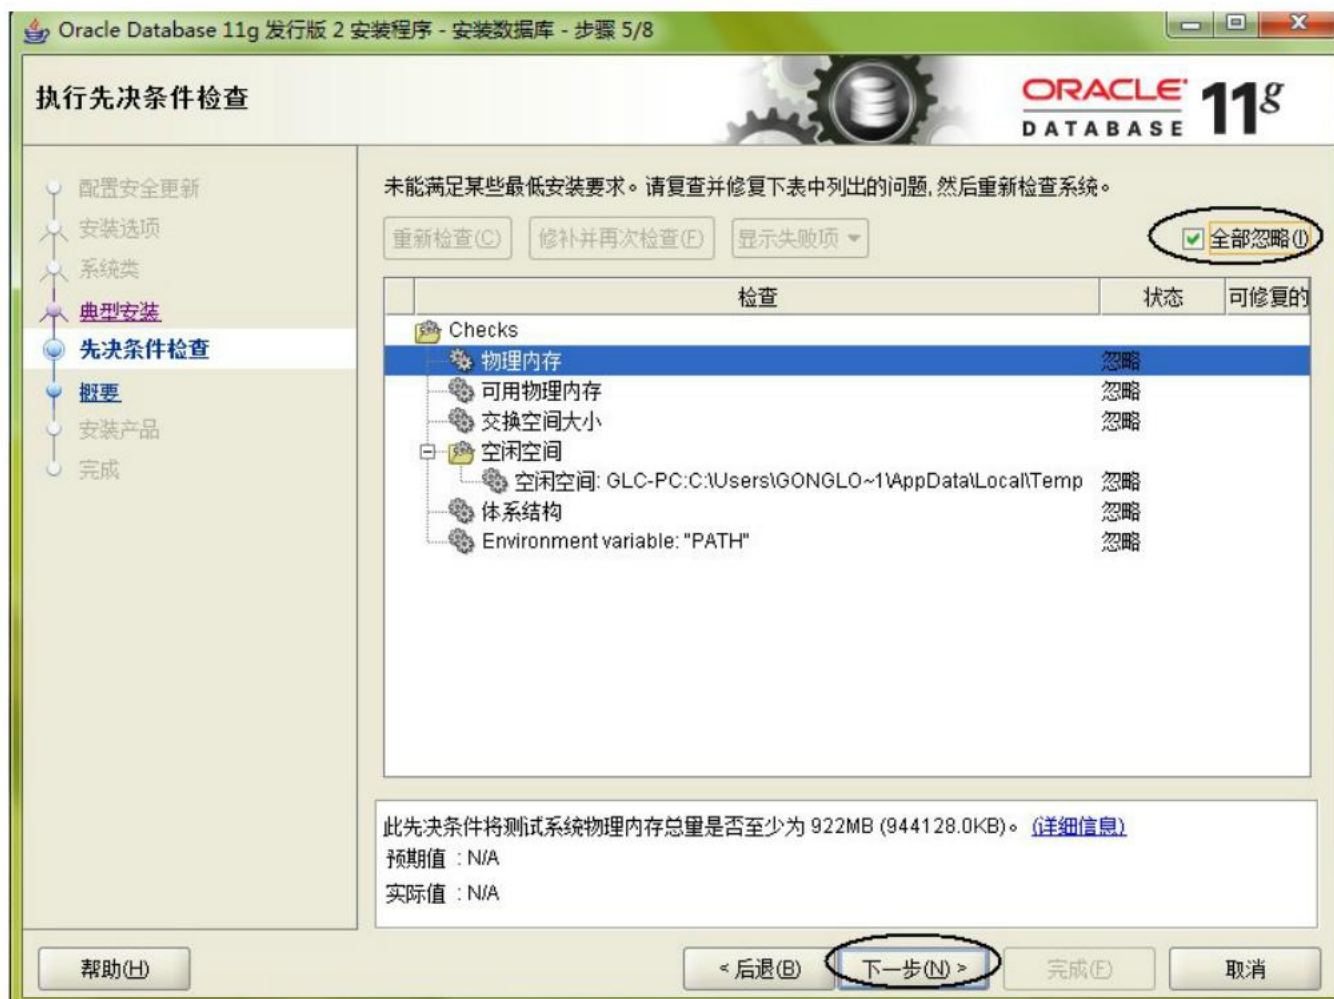 Oracle Database 11g 发行版 2 安装程序 - 安装数据库 - 步骤 5/8
执行先决条件检查
ORACLE
DATABASE
11g
配置安全更新
安装选项
系统类
典型安装
先决条件检查
概要
安装产品
完成
未能满足某些最低安装要求。请复查并修复下表中列出的问题, 然后重新检查系统。
重新检查(C) 修补并再次检查(F) 显示失败项 全部忽略(I)
检查 状态 可修复的
Checks
物理内存 忽略
可用物理内存 忽略
交换空间大小 忽略
空闲空间
空闲空间: GLC-PC:C:\Users\GONGLO~1\AppData\Local\Temp 忽略
体系结构 忽略
Environment variable: "PATH" 忽略
此先决条件将测试系统物理内存总量是否至少为 922MB (944128.0KB)。 (详细信息)
预期值 : N/A
实际值 : N/A
帮助(H) < 后退(B) 下一步(N) > 完成(F) 取消